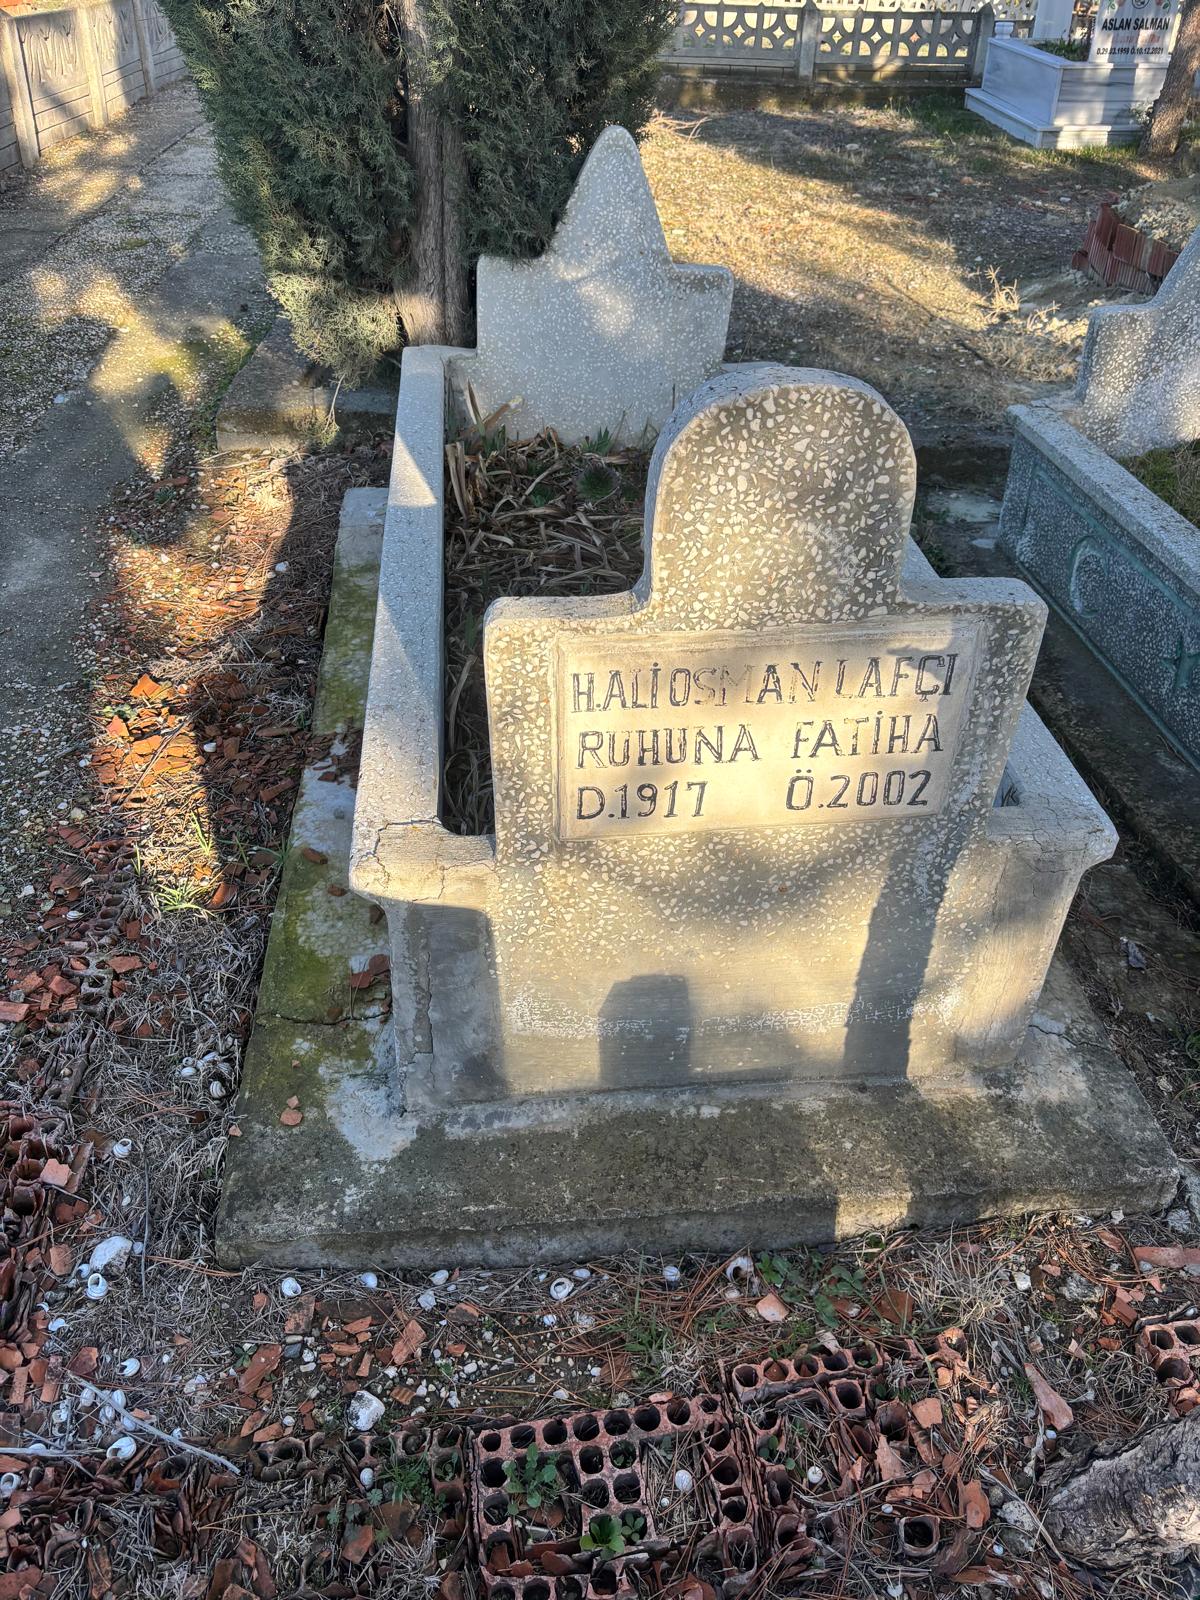 ASLAN SALMAN
H.ALİ OSMAN LAFÇI
RUHUNA FATİHA
D.1917 Ö.2002